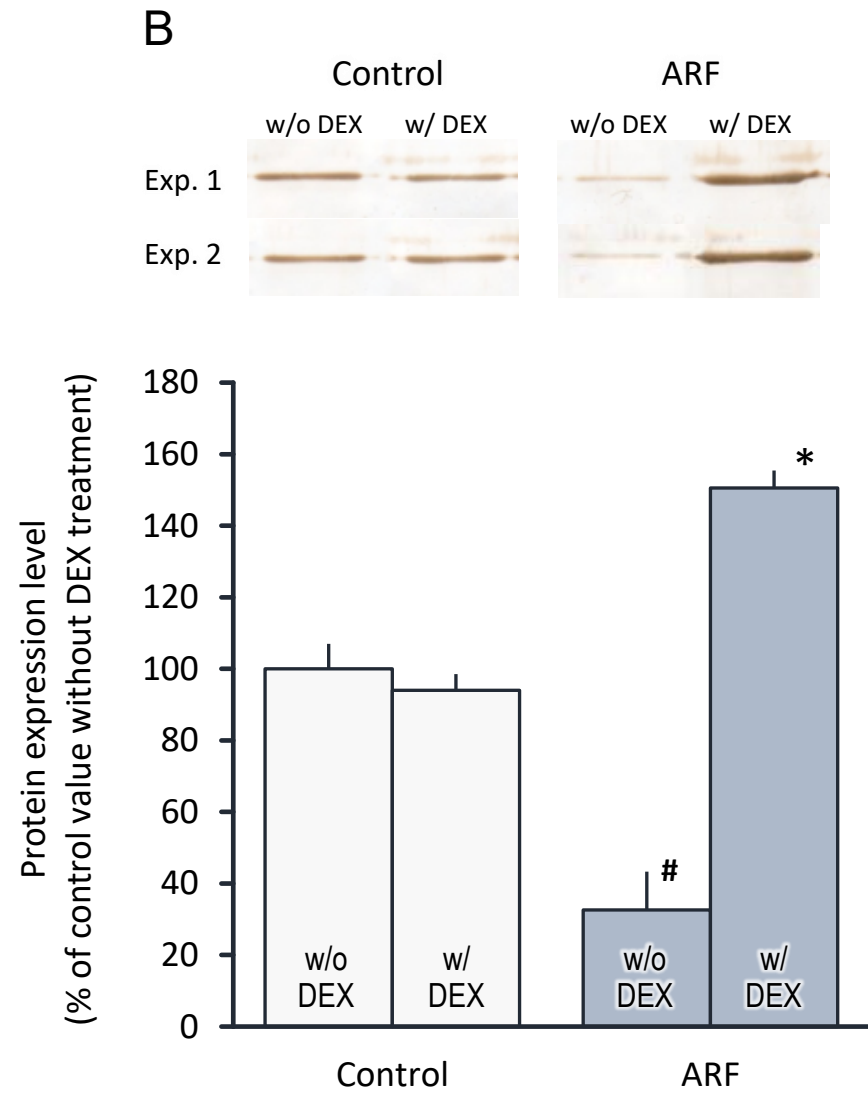 B
Control ARF
w/o DEX w/ DEX w/o DEX w/ DEX
Exp. 1
Exp. 2
Protein expression level
(% of control value without DEX treatment)
180
160
140
120
100
80
60
40
20
0
*
#
w/o
DEX
w/
DEX
w/o
DEX
w/
DEX
Control ARF